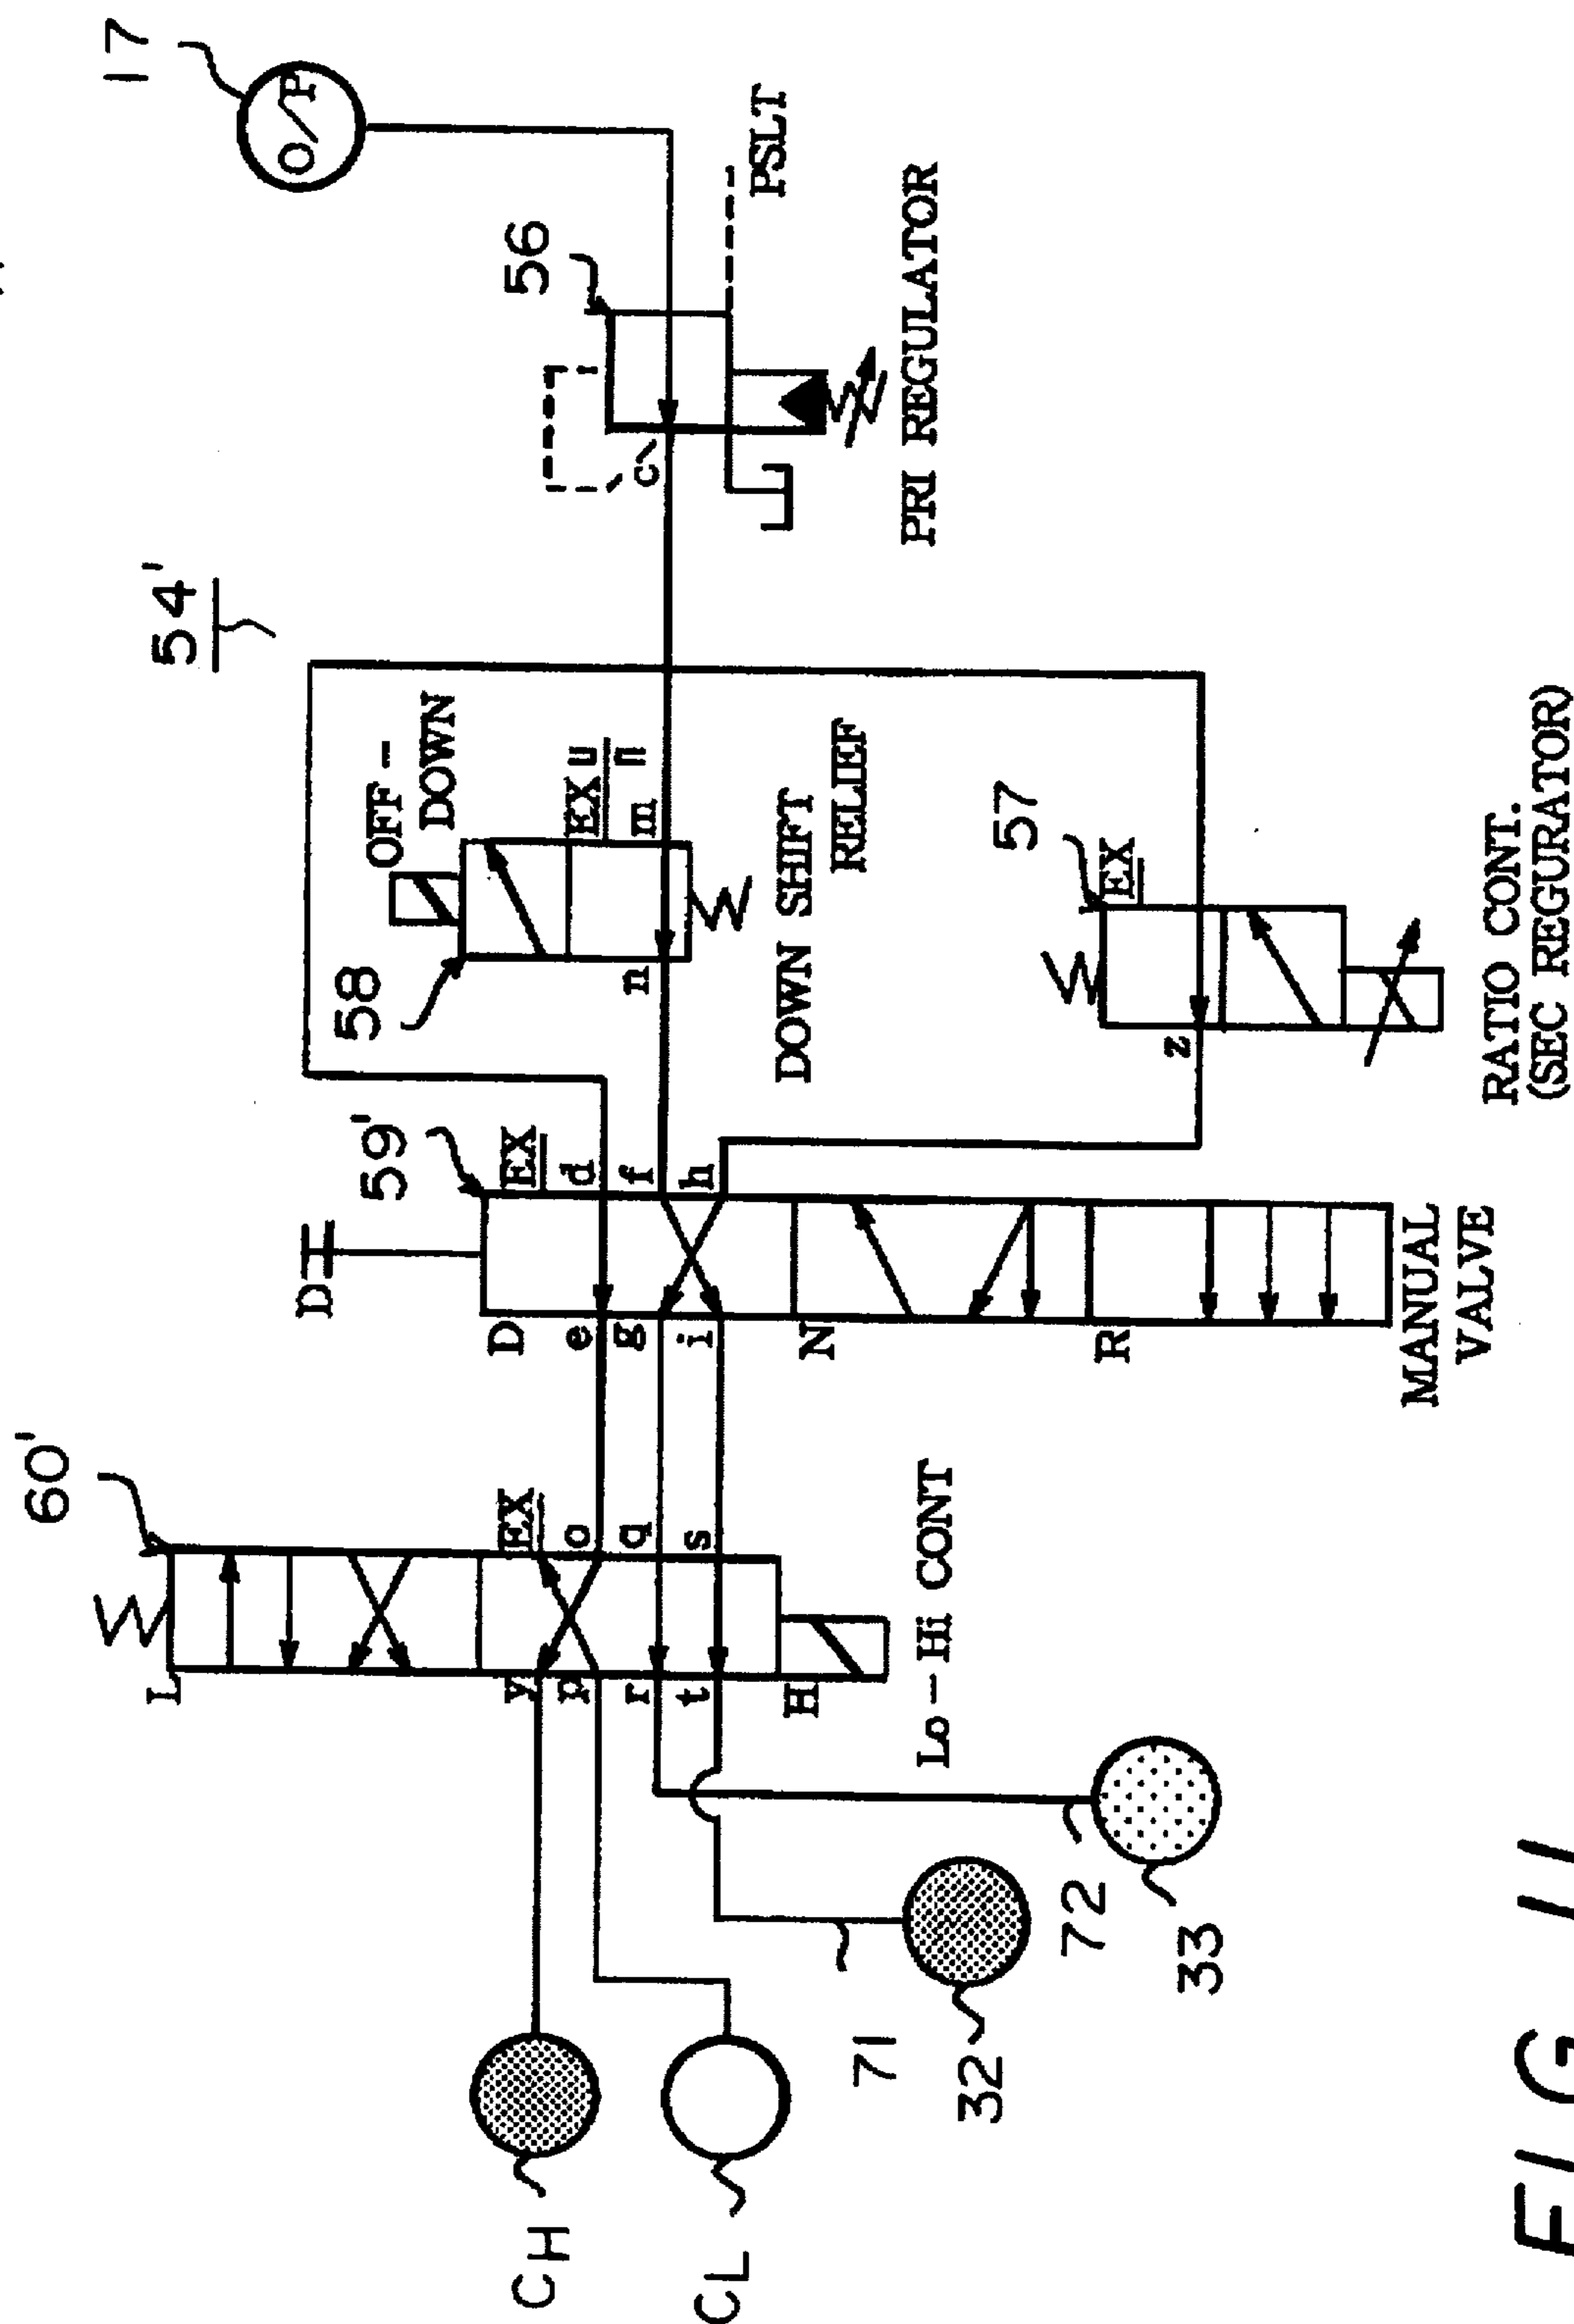 17
O/P
56
PSLT
c
PRI REGULATOR
54'
OFF-
DOWN
EX
m
n
58
DOWN SHIFT
RELIEF
57
EX
z
RATIO CONT.
(SEC REGURATOR)
59'
D
EX
d
f
h
D
e
g
i
N
R
MANUAL
VALVE
60'
L
EX
o
q
s
y
p
r
t
H
Lo-Hi CONT
CH
CL
71
32
72
33
FIG. 11